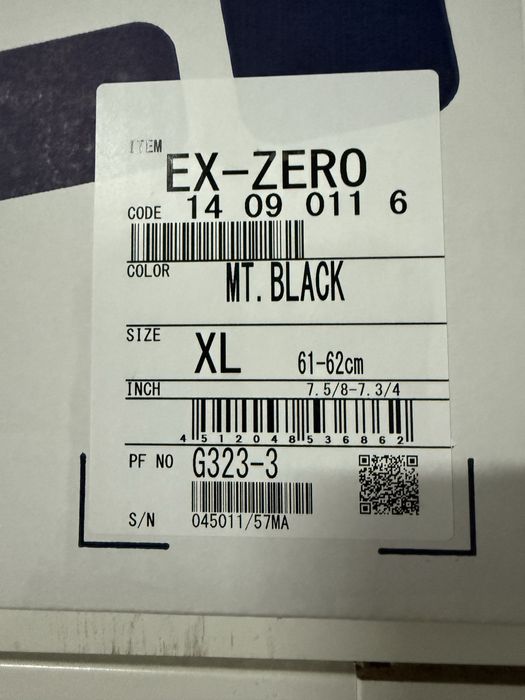 ITEM
EX-ZERO
CODE 14 09 011 6
COLOR
MT.BLACK
SIZE
XL 61-62cm
INCH 7.5/8-7.3/4
4 512048 536862
PF NO G323-3
S/N 045011/57MA